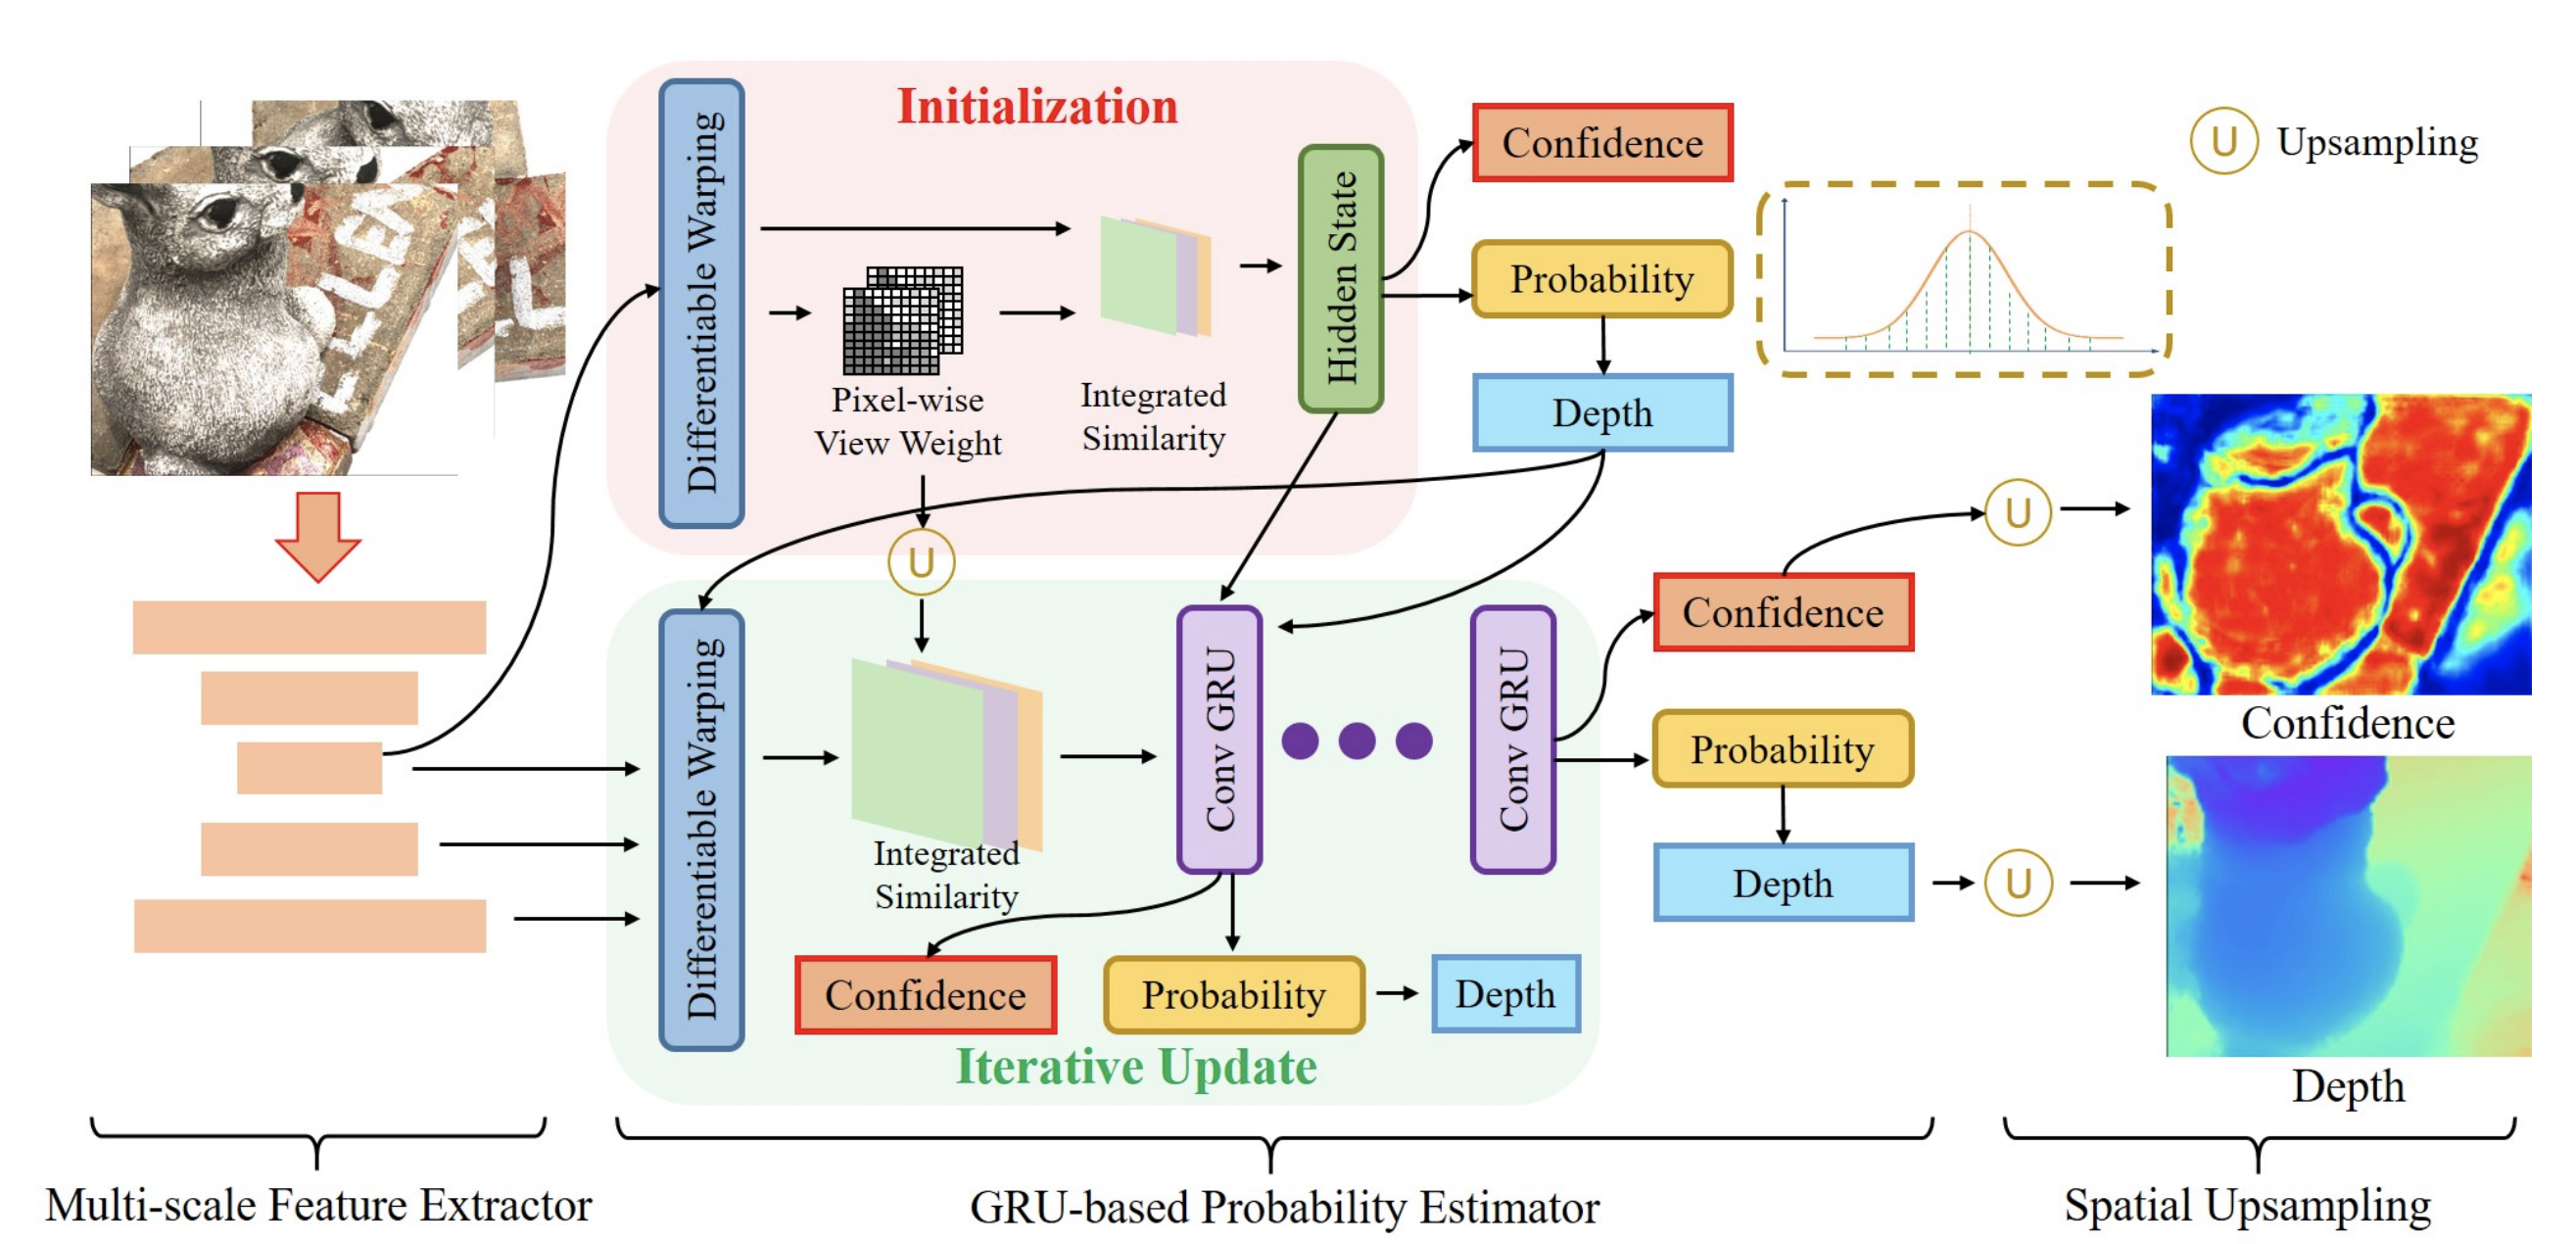 Initialization
Differentiable Warping
Pixel-wise
View Weight
Integrated
Similarity
Hidden State
Confidence
Probability
Depth
U
Upsampling
U
Differentiable Warping
Integrated
Similarity
Conv GRU
Conv GRU
Confidence
Probability
Depth
Iterative Update
Confidence
Probability
Depth
U
U
Confidence
Depth
Multi-scale Feature Extractor
GRU-based Probability Estimator
Spatial Upsampling